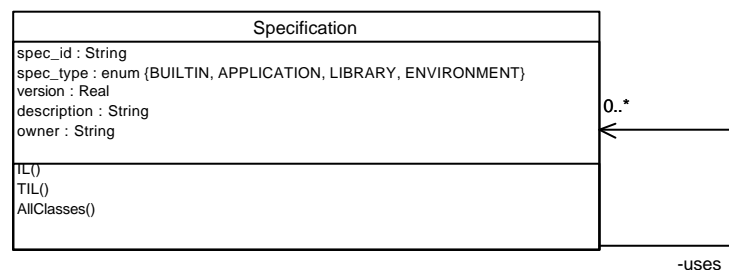 Specification
spec_id : String
spec_type : enum {BUILTIN, APPLICATION, LIBRARY, ENVIRONMENT}
version : Real
description : String
owner : String
0..*
IL()
TIL()
AllClasses()
-uses